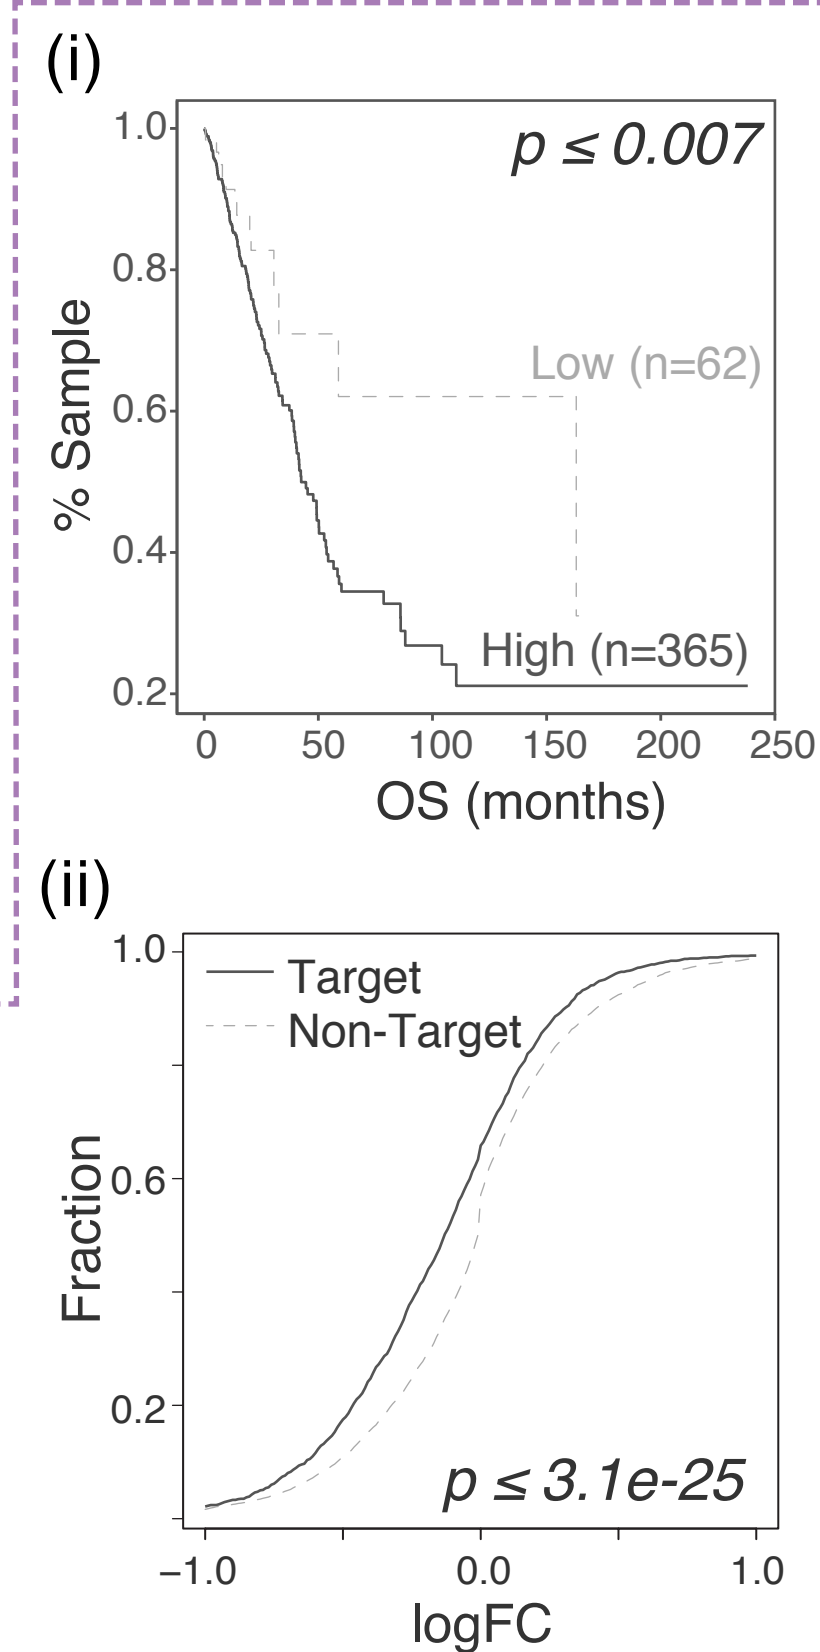 (i)
p ≤ 0.007
1.0
0.8
0.6
0.4
0.2
% Sample
Low (n=62)
High (n=365)
0 50 100 150 200 250
OS (months)
(ii)
1.0
0.6
0.2
Fraction
Target
Non-Target
p ≤ 3.1e-25
−1.0 0.0 1.0
logFC